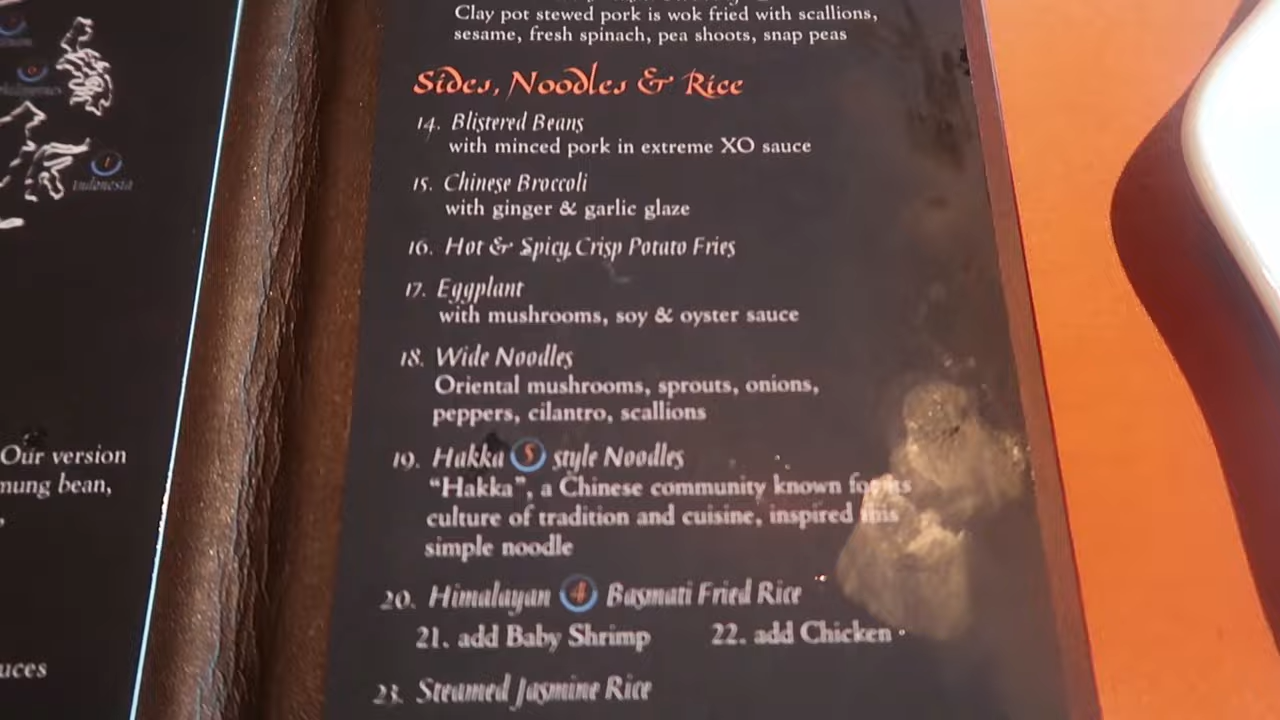 Indonesia
Our version
mung bean,
uces
Clay pot stewed pork is wok fried with scallions,
sesame, fresh spinach, pea shoots, snap peas
Sides, Noodles & Rice
14. Blistered Beans
with minced pork in extreme XO sauce
15. Chinese Broccoli
with ginger & garlic glaze
16. Hot & Spicy Crisp Potato Fries
17. Eggplant
with mushrooms, soy & oyster sauce
18. Wide Noodles
Oriental mushrooms, sprouts, onions,
peppers, cilantro, scallions
19. Hakka 5 style Noodles
"Hakka", a Chinese community known for its
culture of tradition and cuisine, inspired this
simple noodle
20. Himalayan 4 Basmati Fried Rice
21. add Baby Shrimp 22. add Chicken
23. Steamed Jasmine Rice